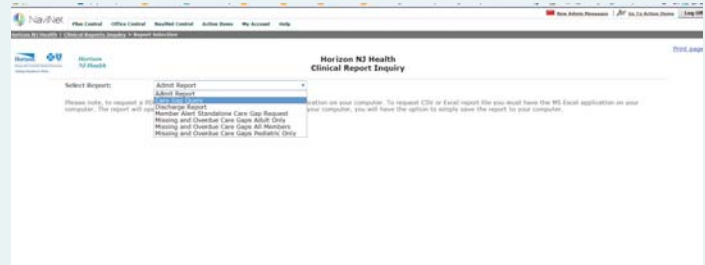 New Admin Messages | Go To Action Items Log Off
NaviNet Plan Central Office Central NaviNet Central Action Items My Account Help
Horizon NJ Health | Clinical Reports Inquiry > Report Selection
Print page
Horizon
Horizon
NJ Health
Horizon NJ Health
Clinical Report Inquiry
Select Report: Admit Report
Admit Report
Care Gap Query
Discharge Report
Member Alert Standalone Care Gap Request
Missing and Overdue Care Gaps Adult Only
Missing and Overdue Care Gaps All Members
Missing and Overdue Care Gaps Pediatric Only
Please note, to request a cation on your computer. To request CSV or Excel report file you must have the MS Excel application on your
computer. The report will your computer, you will have the option to simply save the report to your computer.